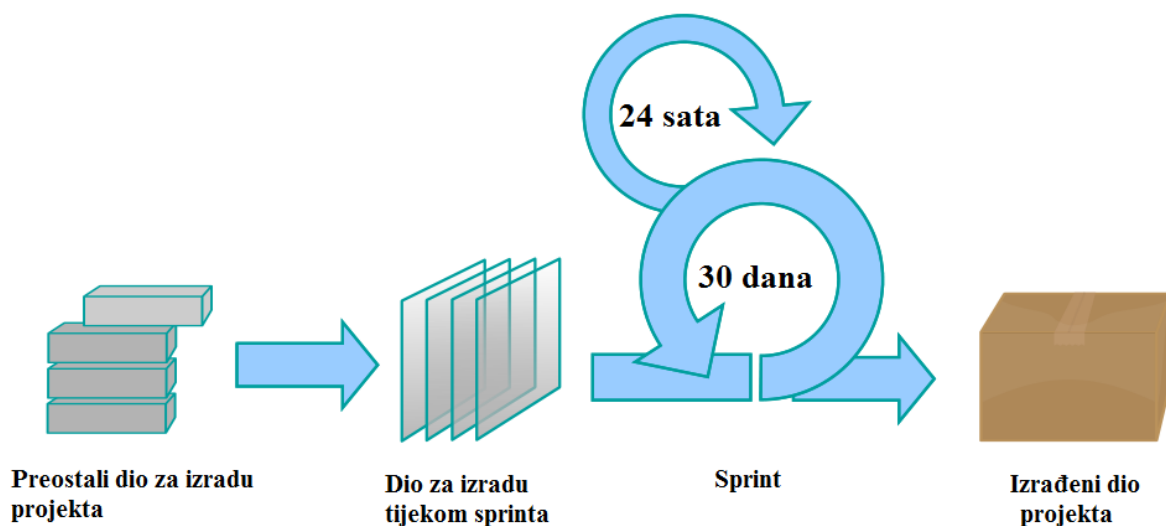 24 sata
30 dana
Preostali dio za izradu
projekta
Dio za izradu
tijekom sprinta
Sprint
Izrađeni dio
projekta